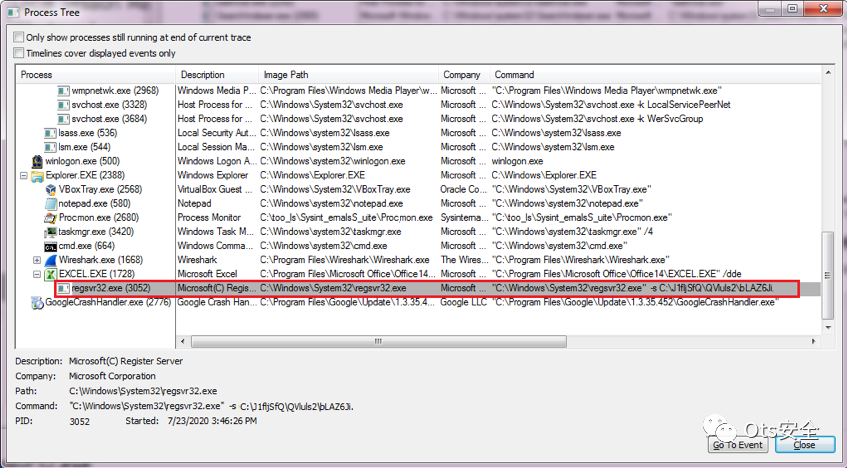 Process Tree
Only show processes still running at end of current trace
Timelines cover displayed events only
Process Description Image Path Company Command
wmpnetwk.exe (2968) Windows Media P... C:\Program Files\Windows Media Player\w... Microsoft ... "C:\Program Files\Windows Media Player\wmpnetwk.exe"
svchost.exe (3328) Host Process for ... C:\Windows\System32\svchost.exe Microsoft ... C:\Windows\System32\svchost.exe -k LocalServicePeerNet
svchost.exe (3684) Host Process for ... C:\Windows\System32\svchost.exe Microsoft ... C:\Windows\System32\svchost.exe -k WerSvcGroup
lsass.exe (536) Local Security Aut... C:\Windows\system32\lsass.exe Microsoft ... C:\Windows\system32\lsass.exe
lsm.exe (544) Local Session Ma... C:\Windows\system32\lsm.exe Microsoft ... C:\Windows\system32\lsm.exe
winlogon.exe (500) Windows Logon A... C:\Windows\system32\winlogon.exe Microsoft ... winlogon.exe
Explorer.EXE (2388) Windows Explorer C:\Windows\Explorer.EXE Microsoft ... C:\Windows\Explorer.EXE
VBoxTray.exe (2568) VirtualBox Guest ... C:\Windows\System32\VBoxTray.exe Oracle Co... "C:\Windows\System32\VBoxTray.exe"
notepad.exe (580) Notepad C:\Windows\system32\notepad.exe Microsoft ... "C:\Windows\system32\notepad.exe"
Procmon.exe (2680) Process Monitor C:\too_ls\Sysint_ernalsS_uite\Procmon.exe Sysinterna... "C:\too_ls\Sysint_ernalsS_uite\Procmon.exe"
taskmgr.exe (3430) Windows Task M... C:\Windows\system32\taskmgr.exe Microsoft ... "C:\Windows\system32\taskmgr.exe" /4
cmd.exe (664) Windows Comma... C:\Windows\system32\cmd.exe Microsoft ... "C:\Windows\system32\cmd.exe"
Wireshark.exe (1668) Wireshark C:\Program Files\Wireshark\Wireshark.exe The Wires... "C:\Program Files\Wireshark\Wireshark.exe"
EXCEL.EXE (1728) Microsoft Excel C:\Program Files\Microsoft Office\Office14... Microsoft ... "C:\Program Files\Microsoft Office\Office14\EXCEL.EXE" /dde
regsvr32.exe (3052) Microsoft(C) Regis... C:\Windows\System32\regsvr32.exe Microsoft ... "C:\Windows\System32\regsvr32.exe" -s C:\J1fIjSfQ\QViuls2\bLAZ6Ji.
GoogleCrashHandler.exe (2776) Google Crash Han... C:\Program Files\Google\Update\1.3.35.4... Google LLC "C:\Program Files\Google\Update\1.3.35.452\GoogleCrashHandler.exe"
Description: Microsoft(C) Register Server
Company: Microsoft Corporation
Path: C:\Windows\System32\regsvr32.exe
Command: "C:\Windows\System32\regsvr32.exe" -s C:\J1fIjSfQ\QViuls2\bLAZ6Ji.
PID: 3052 Started: 7/23/2020 3:46:26 PM
Ots安全
Go To Event Close